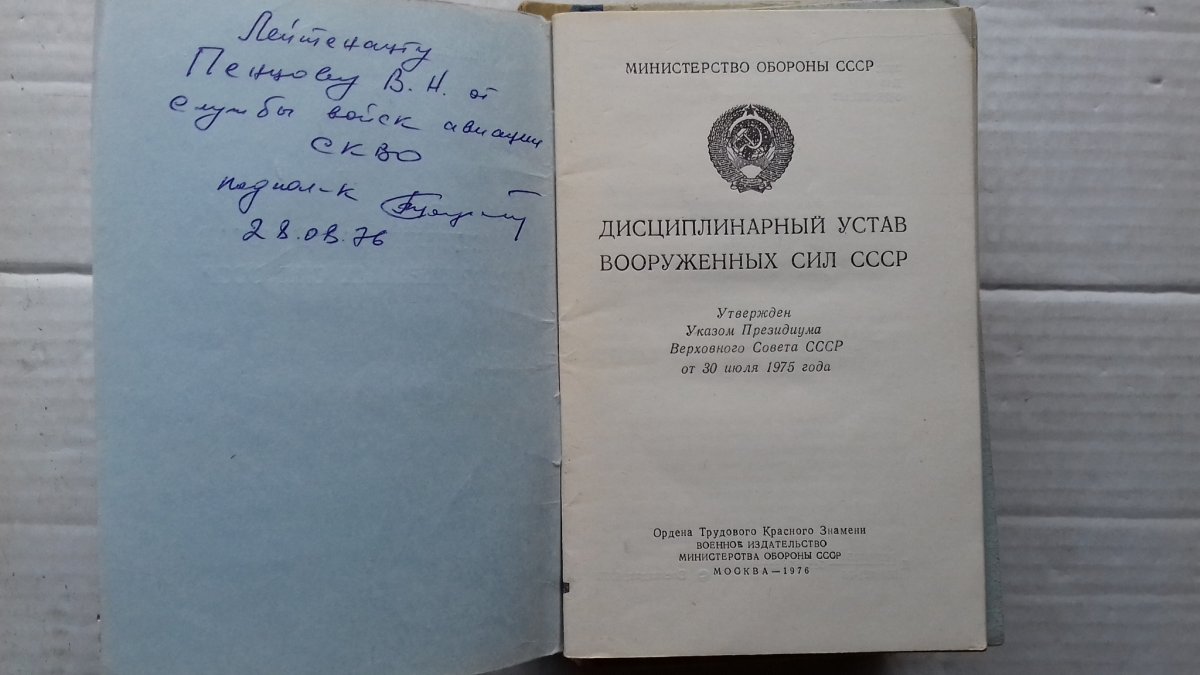 Лейтенанту
Пенцову В. Н. от
службы войск авиации
СКВО
подпол-к
28.08.76
МИНИСТЕРСТВО ОБОРОНЫ СССР
ДИСЦИПЛИНАРНЫЙ УСТАВ
ВООРУЖЕННЫХ СИЛ СССР
Утвержден
Указом Президиума
Верховного Совета СССР
от 30 июля 1975 года
Ордена Трудового Красного Знамени
ВОЕННОЕ ИЗДАТЕЛЬСТВО
МИНИСТЕРСТВА ОБОРОНЫ СССР
МОСКВА—1976